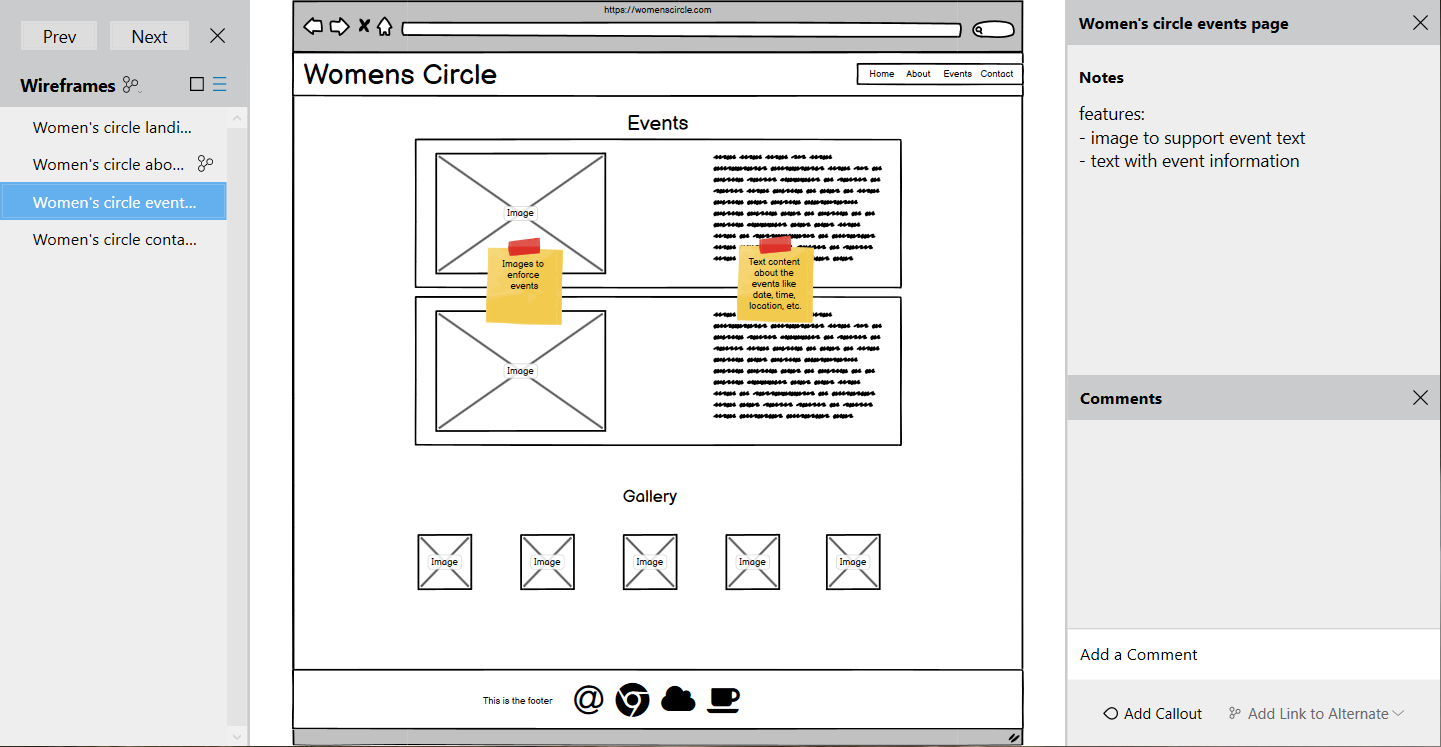 Prev
Next
Wireframes
Women's circle landi...
Women's circle abo...
Women's circle event...
Women's circle conta...
https://womenscircle.com
Womens Circle
Home
About
Events
Contact
Events
Image
Images to
enforce
events
Text content
about the
events like
date, time,
location, etc.
Image
Gallery
Image
Image
Image
Image
Image
This is the footer
Women's circle events page
Notes
features:
- image to support event text
- text with event information
Comments
Add a Comment
Add Callout
Add Link to Alternate